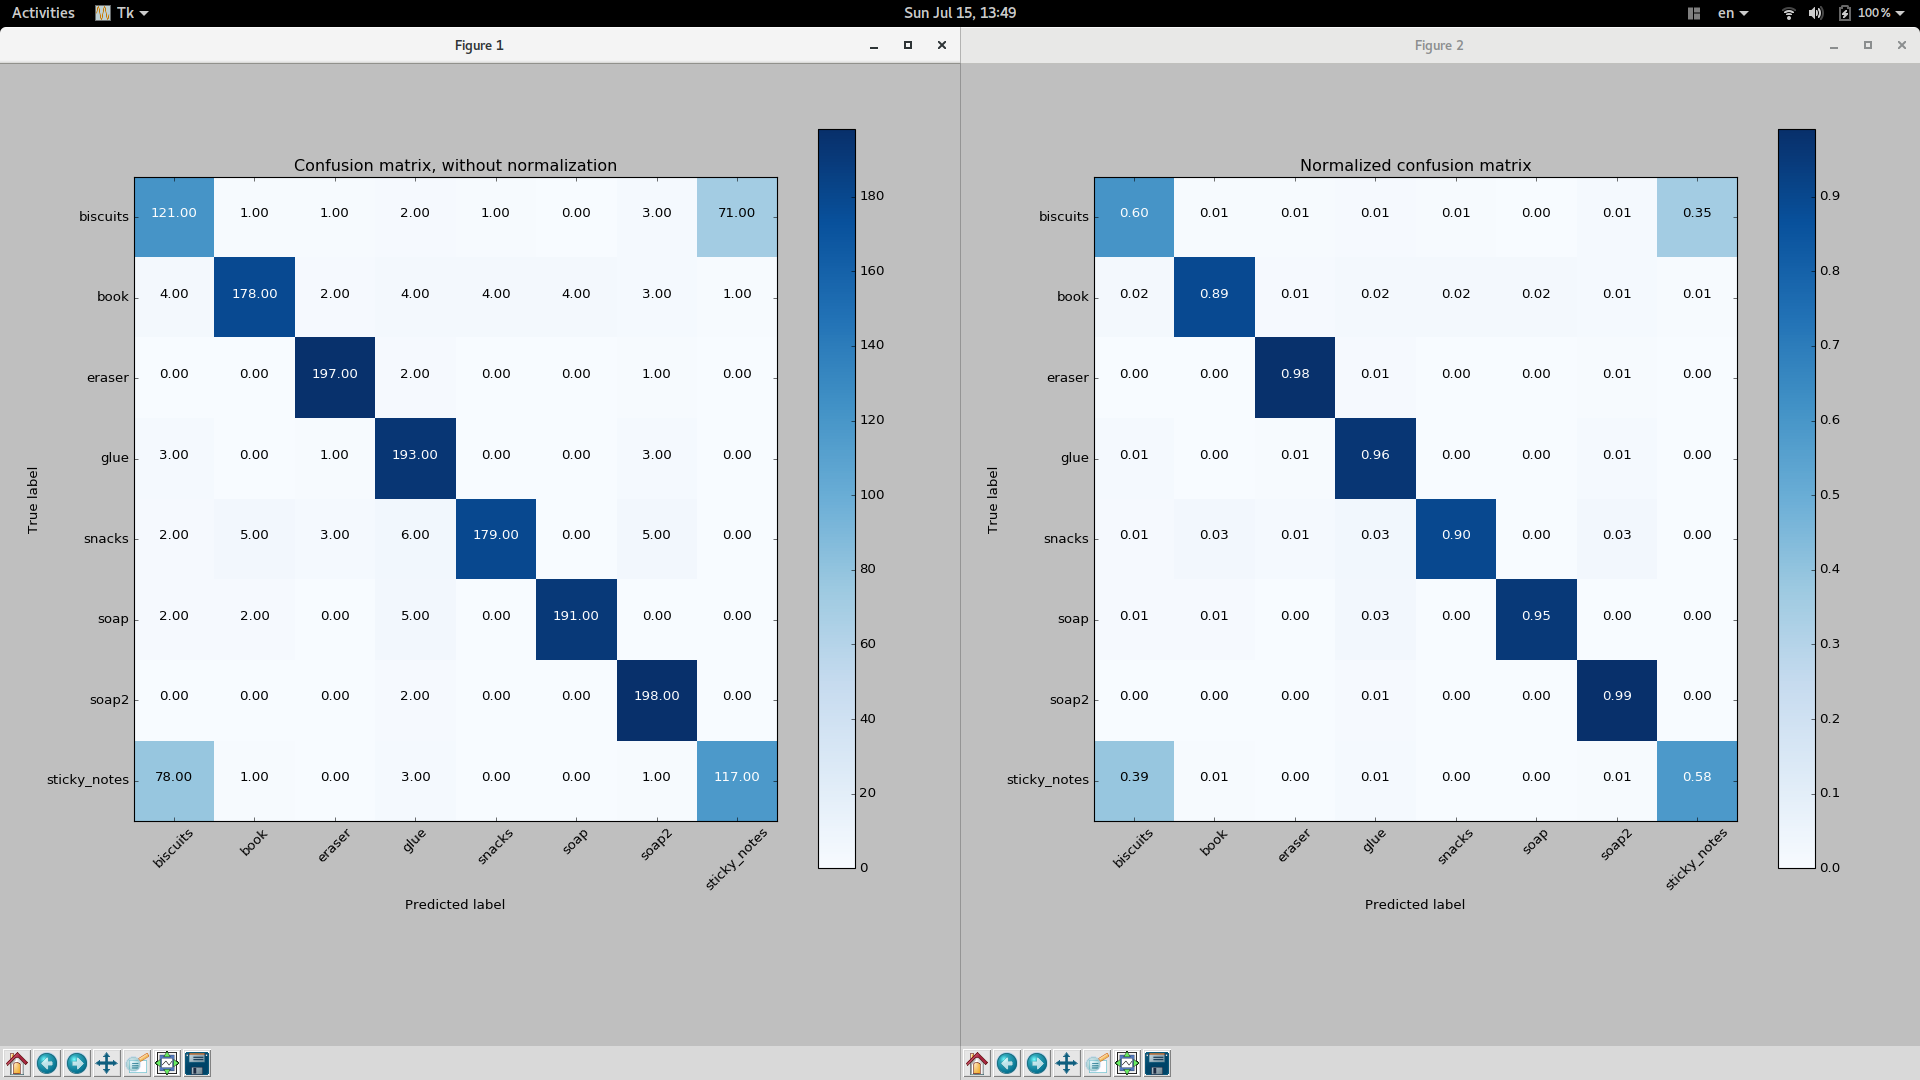 Activities Tk Sun Jul 15, 13:49 en 100%
Figure 1
Confusion matrix, without normalization
biscuits 121.00 1.00 1.00 2.00 1.00 0.00 3.00 71.00
book 4.00 178.00 2.00 4.00 4.00 4.00 3.00 1.00
eraser 0.00 0.00 197.00 2.00 0.00 0.00 1.00 0.00
glue 3.00 0.00 1.00 193.00 0.00 0.00 3.00 0.00
snacks 2.00 5.00 3.00 6.00 179.00 0.00 5.00 0.00
soap 2.00 2.00 0.00 5.00 0.00 191.00 0.00 0.00
soap2 0.00 0.00 0.00 2.00 0.00 0.00 198.00 0.00
sticky_notes 78.00 1.00 0.00 3.00 0.00 0.00 1.00 117.00
True label
biscuits book eraser glue snacks soap soap2 sticky_notes
Predicted label
180
160
140
120
100
80
60
40
20
0
Figure 2
Normalized confusion matrix
biscuits 0.60 0.01 0.01 0.01 0.01 0.00 0.01 0.35
book 0.02 0.89 0.01 0.02 0.02 0.02 0.01 0.01
eraser 0.00 0.00 0.98 0.01 0.00 0.00 0.01 0.00
glue 0.01 0.00 0.01 0.96 0.00 0.00 0.01 0.00
snacks 0.01 0.03 0.01 0.03 0.90 0.00 0.03 0.00
soap 0.01 0.01 0.00 0.03 0.00 0.95 0.00 0.00
soap2 0.00 0.00 0.00 0.01 0.00 0.00 0.99 0.00
sticky_notes 0.39 0.01 0.00 0.01 0.00 0.00 0.01 0.58
True label
biscuits book eraser glue snacks soap soap2 sticky_notes
Predicted label
0.9
0.8
0.7
0.6
0.5
0.4
0.3
0.2
0.1
0.0